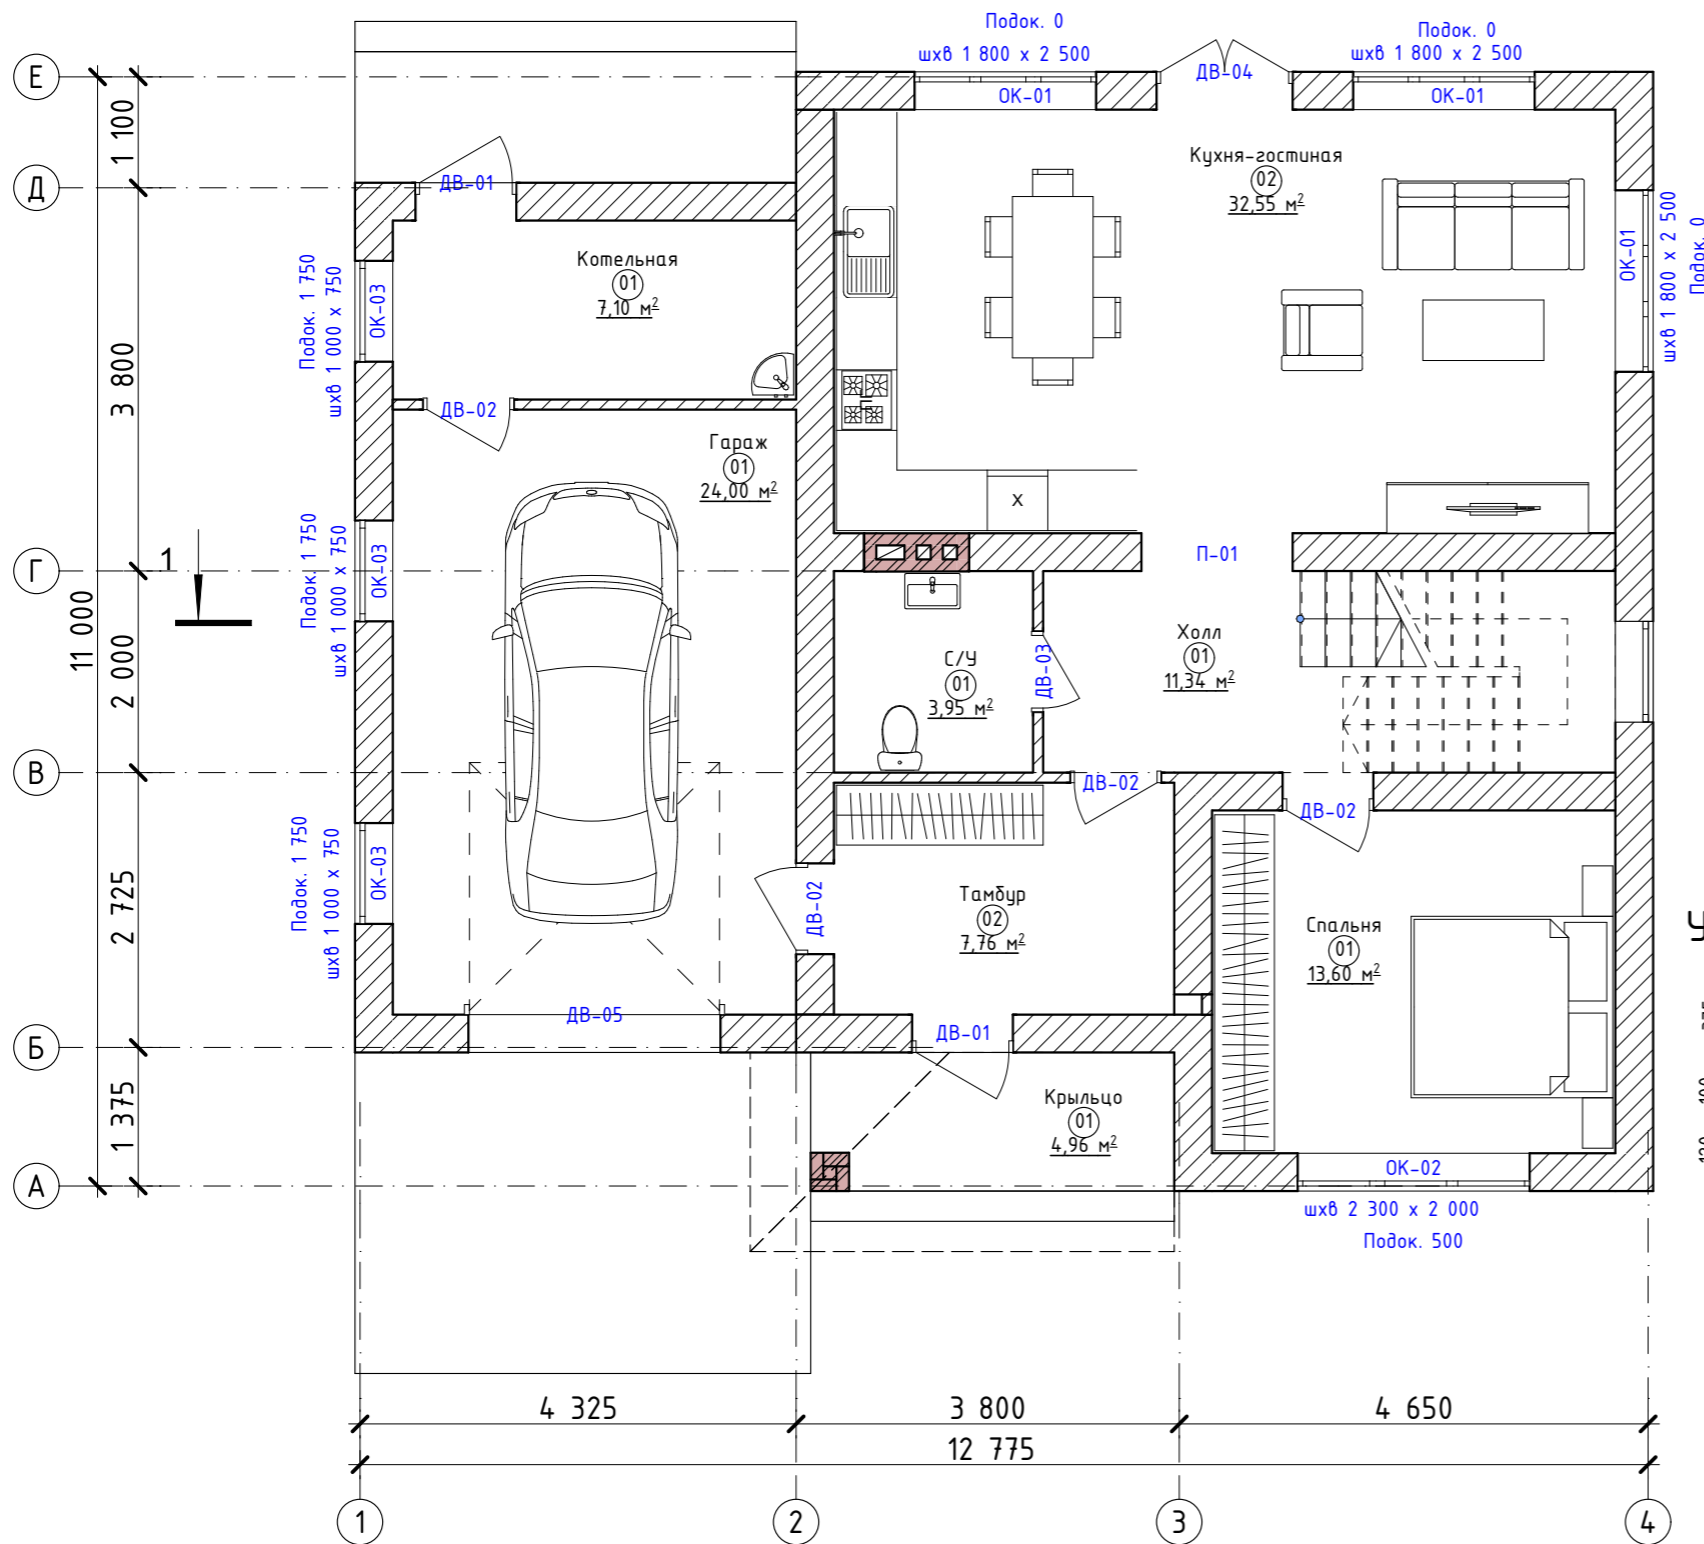 Подок. 0
шхв 1 800 х 2 500
ОК-01
ДВ-04
Подок. 0
шхв 1 800 х 2 500
ОК-01
Е
1 100
Д
ДВ-01
Кухня-гостиная
02
32,55 м²
ОК-01
шхв 1 800 х 2 500
Подок. 0
Котельная
01
7,10 м²
Подок. 1 750
шхв 1 000 х 750
ОК-03
3 800
ДВ-02
Гараж
01
24,00 м²
Х
Подок. 1 750
шхв 1 000 х 750
ОК-03
1
Г
П-01
11 000
2 000
С/У
01
3,95 м²
ДВ-03
Холл
01
11,34 м²
В
ДВ-02
ДВ-02
Подок. 1 750
шхв 1 000 х 750
ОК-03
2 725
ДВ-02
Тамбур
02
7,76 м²
Спальня
01
13,60 м²
ДВ-05
ДВ-01
Б
1 375
Крыльцо
01
4,96 м²
А
ОК-02
шхв 2 300 х 2 000
Подок. 500
4 325
3 800
4 650
12 775
1
2
3
4